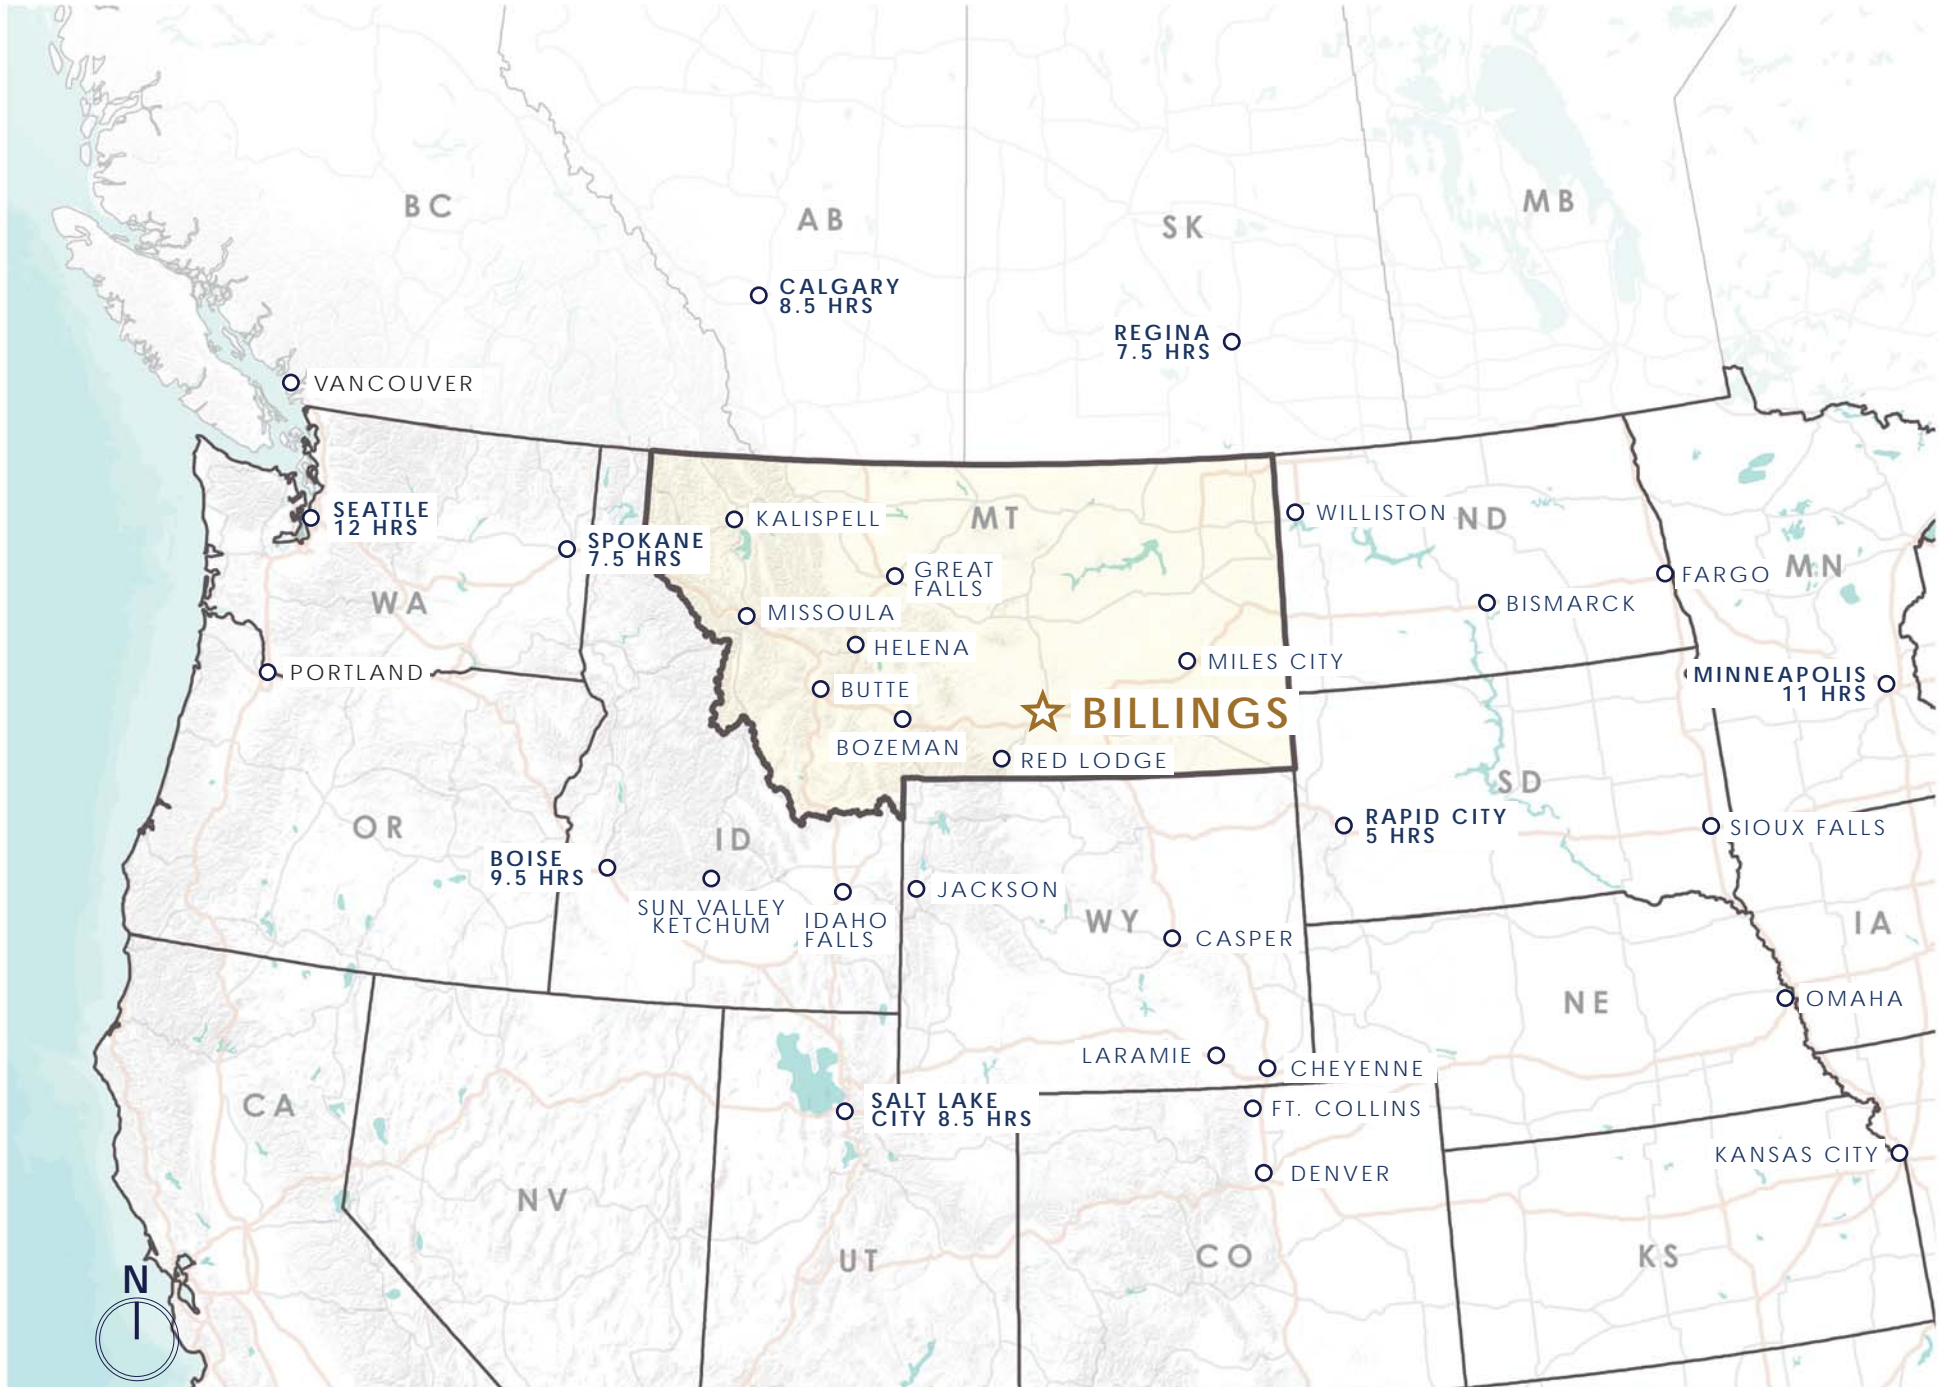 BC
AB
SK
MB
CALGARY
8.5 HRS
REGINA
7.5 HRS
VANCOUVER
SEATTLE
12 HRS
SPOKANE
7.5 HRS
KALISPELL
MT
WILLISTON
ND
GREAT
FALLS
FARGO
MN
WA
MISSOULA
BISMARCK
HELENA
MILES CITY
PORTLAND
BUTTE
MINNEAPOLIS
11 HRS
BILLINGS
BOZEMAN
RED LODGE
SD
OR
ID
RAPID CITY
5 HRS
SIOUX FALLS
BOISE
9.5 HRS
SUN VALLEY
KETCHUM
IDAHO
FALLS
JACKSON
WY
CASPER
IA
NE
OMAHA
LARAMIE
CHEYENNE
CA
SALT LAKE
CITY 8.5 HRS
FT. COLLINS
KANSAS CITY
DENVER
NV
UT
CO
KS
N